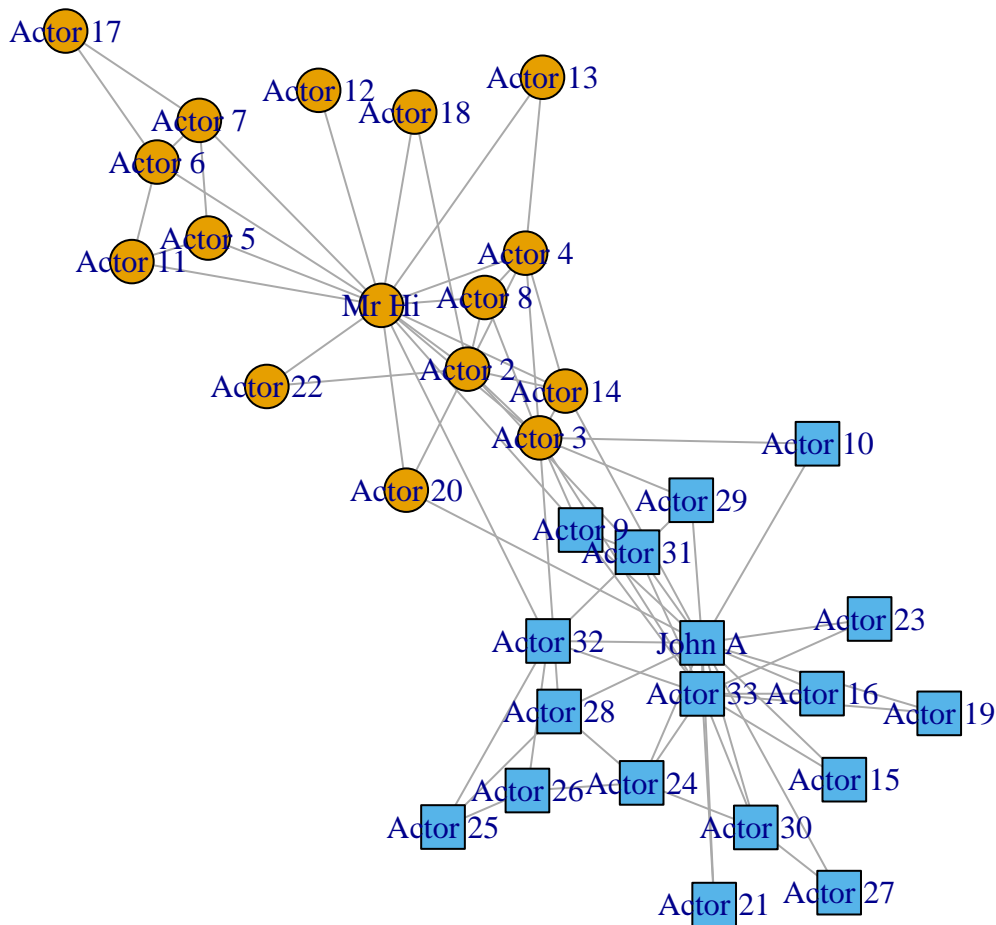 Actor 17
Actor 13
Actor 12
Actor 18
Actor 7
Actor 6
Actor 5
Actor 4
Actor 11
Actor 8
Mr Hi
Actor 2
Actor 22
Actor 14
Actor 3
Actor 10
Actor 20
Actor 29
Actor 9
Actor 31
Actor 23
Actor 32
John A
Actor 33
Actor 16
Actor 28
Actor 19
Actor 15
Actor 24
Actor 26
Actor 25
Actor 30
Actor 27
Actor 21